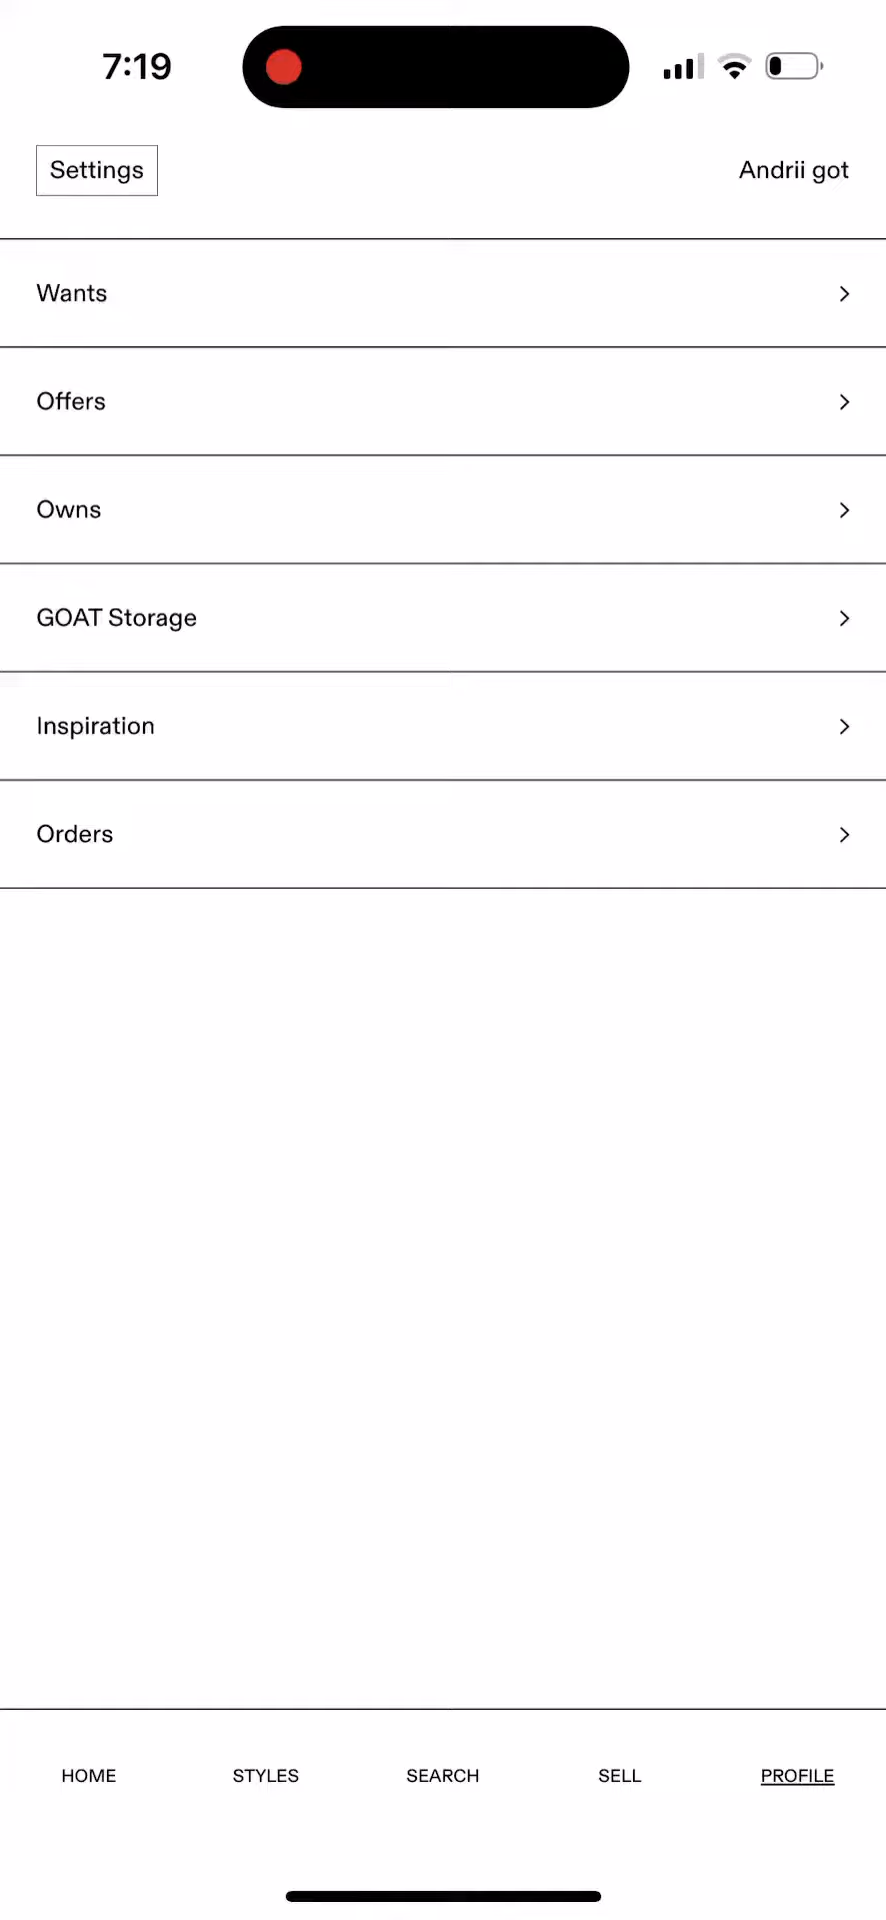 7:19
Settings
Andrii got
Wants
Offers
Owns
GOAT Storage
Inspiration
Orders
HOME STYLES SEARCH SELL PROFILE